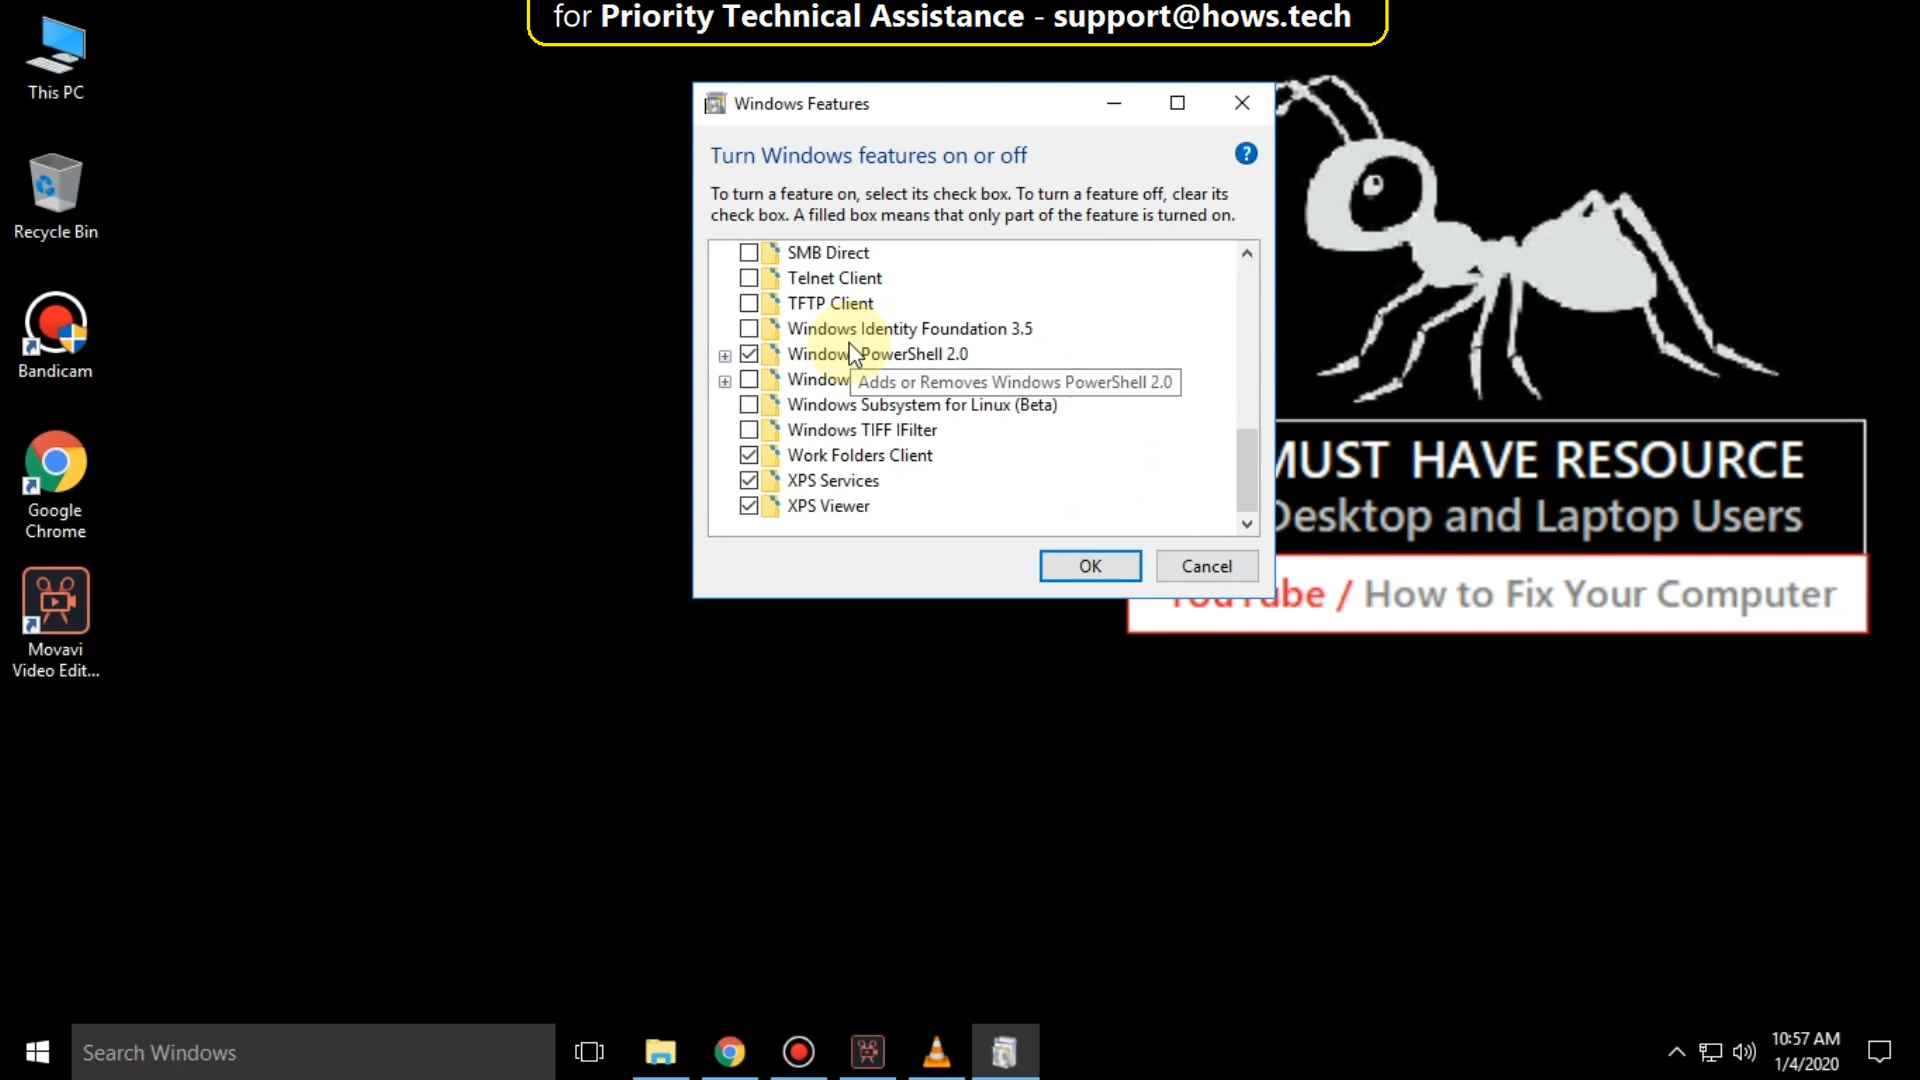 for Priority Technical Assistance - support@hows.tech
This PC
Recycle Bin
Bandicam
Google
Chrome
Movavi
Video Edit...
Windows Features
Turn Windows features on or off
?
To turn a feature on, select its check box. To turn a feature off, clear its
check box. A filled box means that only part of the feature is turned on.
SMB Direct
Telnet Client
TFTP Client
Windows Identity Foundation 3.5
Window PowerShell 2.0
Window
Adds or Removes Windows PowerShell 2.0
Windows Subsystem for Linux (Beta)
Windows TIFF IFilter
Work Folders Client
XPS Services
XPS Viewer
OK
Cancel
MUST HAVE RESOURCE
Desktop and Laptop Users
YouTube / How to Fix Your Computer
Search Windows
10:57 AM
1/4/2020